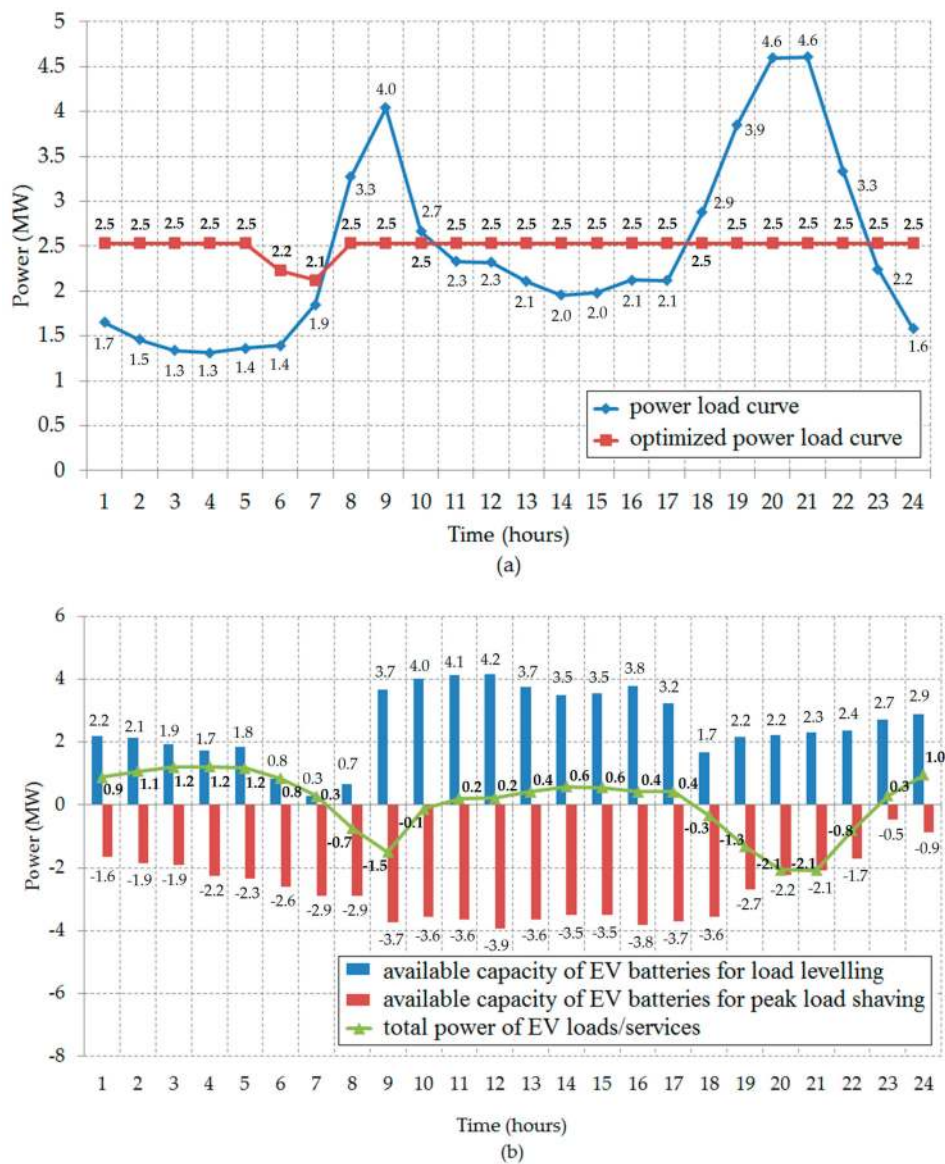 5
4.5
4
3.5
3
2.5
2
1.5
1
0.5
0
Power (MW)
4.6 4.6
4.0
3.9
3.3
2.9
3.3
2.7
2.5 2.5 2.5 2.5 2.5 2.2 2.1 2.5 2.5 2.5 2.5 2.5 2.5 2.5 2.5 2.5 2.5 2.5 2.5 2.5 2.5 2.5 2.5 2.5
1.7 1.5 1.3 1.3 1.4 1.4 1.9 2.3 2.3 2.1 2.0 2.0 2.1 2.1 2.2 1.6
power load curve
optimized power load curve
1 2 3 4 5 6 7 8 9 10 11 12 13 14 15 16 17 18 19 20 21 22 23 24
Time (hours)
(a)
6
4
2
0
-2
-4
-6
-8
Power (MW)
2.2 2.1 1.9 1.7 1.8 0.8 0.3 0.7 3.7 4.0 4.1 4.2 3.7 3.5 3.5 3.8 3.2 1.7 2.2 2.2 2.3 2.4 2.7 2.9
0.9 1.1 1.2 1.2 1.2 0.8 0.3 -0.7 -1.5 -0.1 0.2 0.2 0.4 0.6 0.6 0.4 0.4 -0.3 -1.3 -2.1 -2.1 -0.8 0.3 1.0
-1.6 -1.9 -1.9 -2.2 -2.3 -2.6 -2.9 -2.9 -3.7 -3.6 -3.6 -3.9 -3.6 -3.5 -3.5 -3.8 -3.7 -3.6 -2.7 -2.2 -2.1 -1.7 -0.5 -0.9
available capacity of EV batteries for load levelling
available capacity of EV batteries for peak load shaving
total power of EV loads/services
1 2 3 4 5 6 7 8 9 10 11 12 13 14 15 16 17 18 19 20 21 22 23 24
Time (hours)
(b)